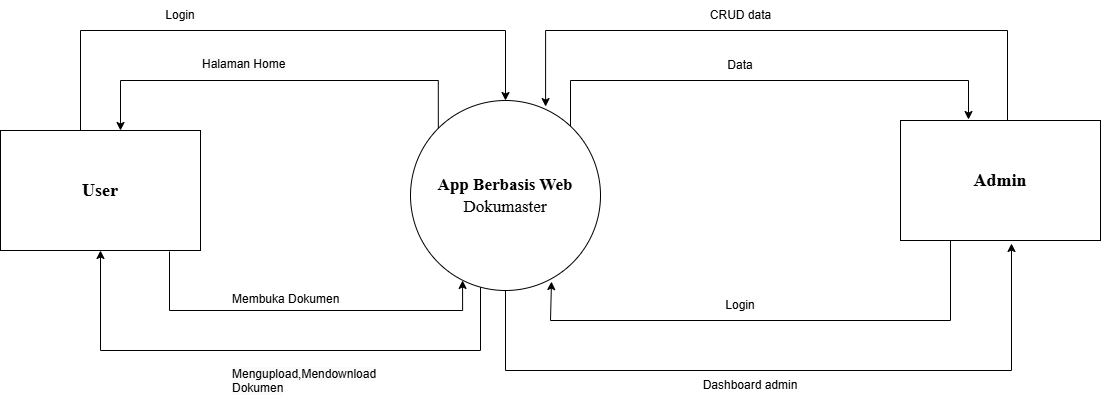 Login
CRUD data
Halaman Home
Data
User
App Berbasis Web
Dokumaster
Admin
Membuka Dokumen
Login
Mengupload,Mendownload
Dokumen
Dashboard admin